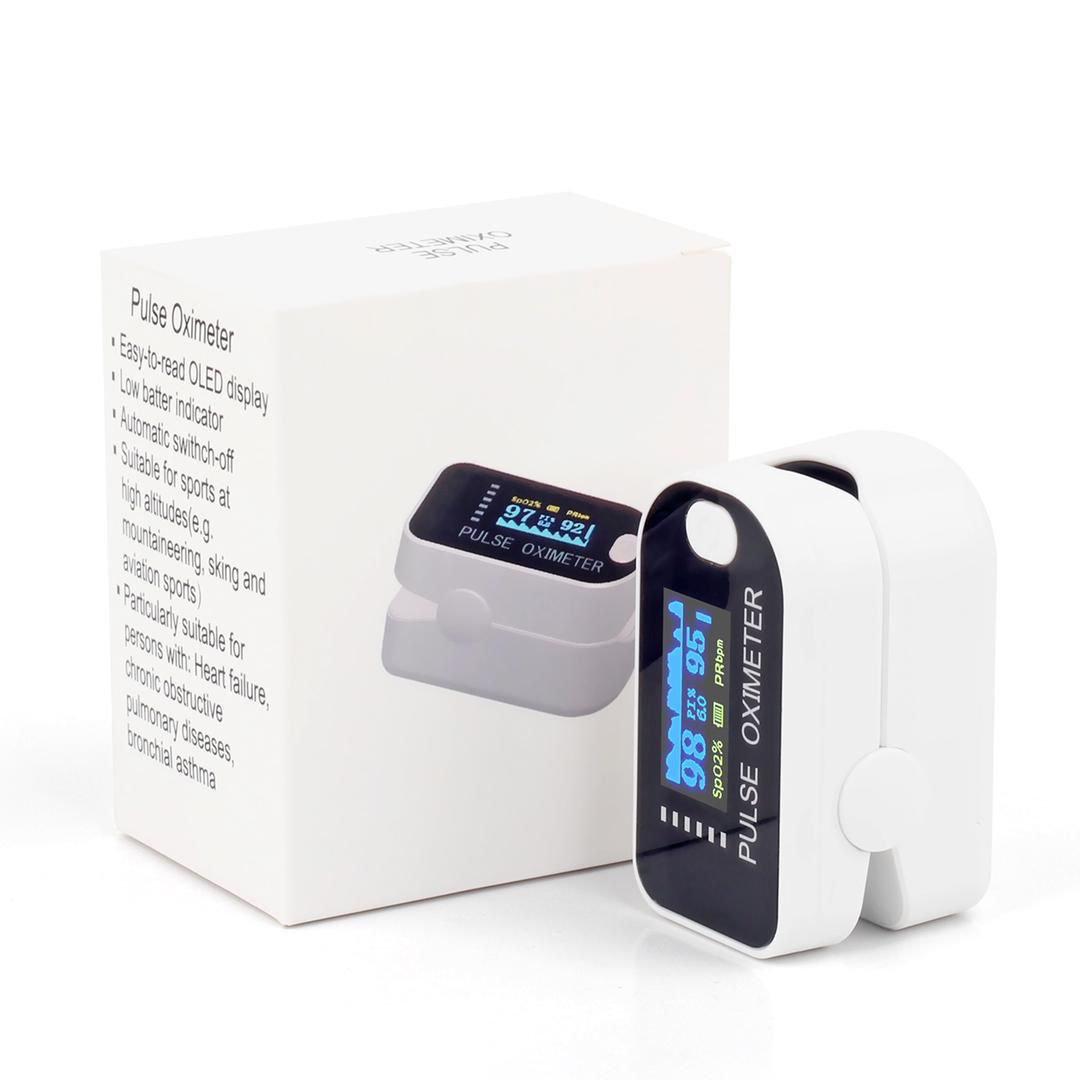 PULSE
OXIMETER
Pulse Oximeter
▪ Easy-to-read OLED display
▪ Low batter indicator
▪ Automatic swithch-off
▪ Suitable for sports at
high altitudes(e.g.
mountaineering, sking and
aviation sports)
▪ Particularly suitable for
persons with: Heart failure,
chronic obstructive
pulmonary diseases,
bronchial asthma
SpO2% PRbpm
97 PI% 92
PULSE OXIMETER
98 PI% 6.0 95
SpO2% PRbpm
PULSE OXIMETER